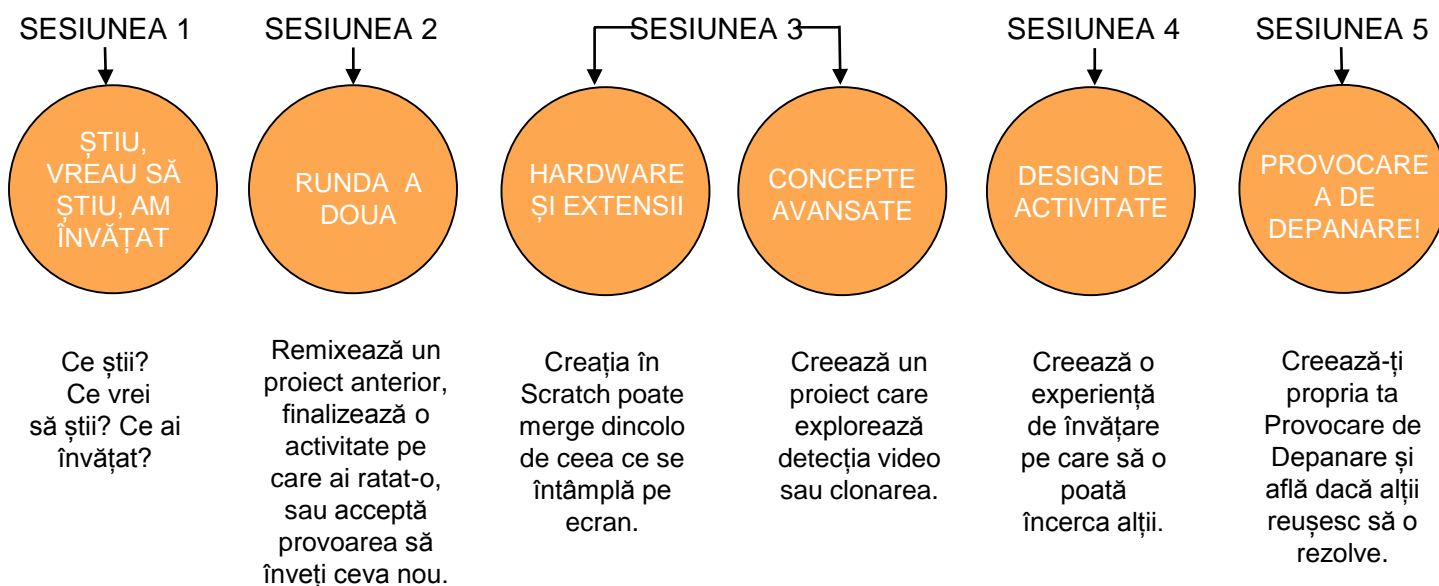 SESIUNEA 1
SESIUNEA 2
SESIUNEA 3
SESIUNEA 4
SESIUNEA 5
ȘTIU,
VREAU SĂ
ȘTIU, AM
ÎNVĂȚAT
RUNDA A
DOUA
HARDWARE
ȘI EXTENSII
CONCEPTE
AVANSATE
DESIGN DE
ACTIVITATE
PROVOCARE
A DE
DEPANARE!
Ce știi?
Ce vrei
să știi? Ce ai
învățat?
Remixează un
proiect anterior,
finalizează o
activitate pe
care ai ratat-o,
sau acceptă
provoarea să
înveți ceva nou.
Creația în
Scratch poate
merge dincolo
de ceea ce se
întâmplă pe
ecran.
Creează un
proiect care
explorează
detecția video
sau clonarea.
Creează o
experiență
de învățare
pe care să o
poată
încerca alții.
Creează-ți
propria ta
Provocare de
Depanare și
află dacă alții
reușesc să o
rezolve.